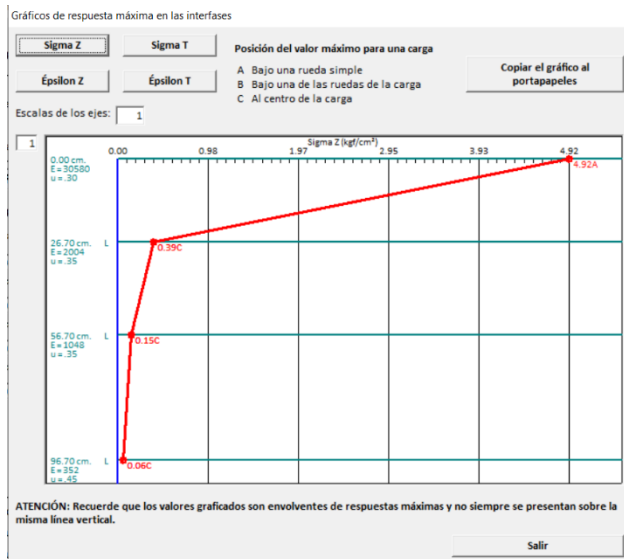 Gráficos de respuesta máxima en las interfases
Sigma Z
Sigma T
Épsilon Z
Épsilon T
Posición del valor máximo para una carga
A Bajo una rueda simple
B Bajo una de las ruedas de la carga
C Al centro de la carga
Copiar el gráfico al
portapapeles
Escalas de los ejes: 1
1
Sigma Z (kgf/cm²)
0.00 0.98 1.97 2.95 3.93 4.92
0.00 cm.
E=30580
u =.30
4.92A
26.70 cm. L
E=2004
u =.35
0.39C
56.70 cm. L
E=1048
u =.35
0.15C
96.70 cm. L
E=352
u =.45
0.06C
ATENCIÓN: Recuerde que los valores graficados son envolventes de respuestas máximas y no siempre se presentan sobre la
misma línea vertical.
Salir